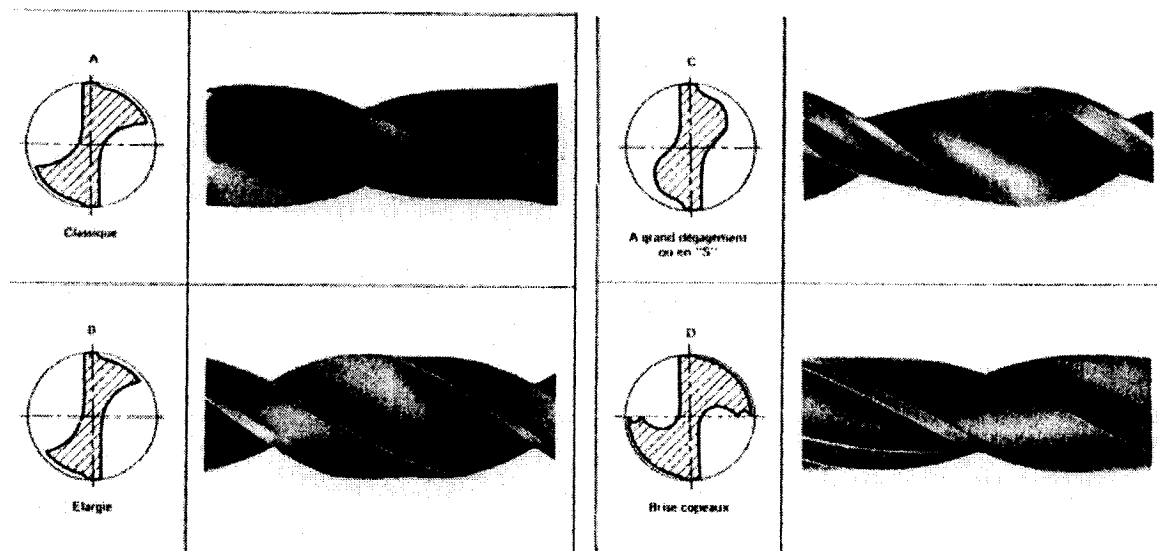 A
Classique
B
Elargie
C
A grand dégagement
ou en "S"
D
Brise copeaux